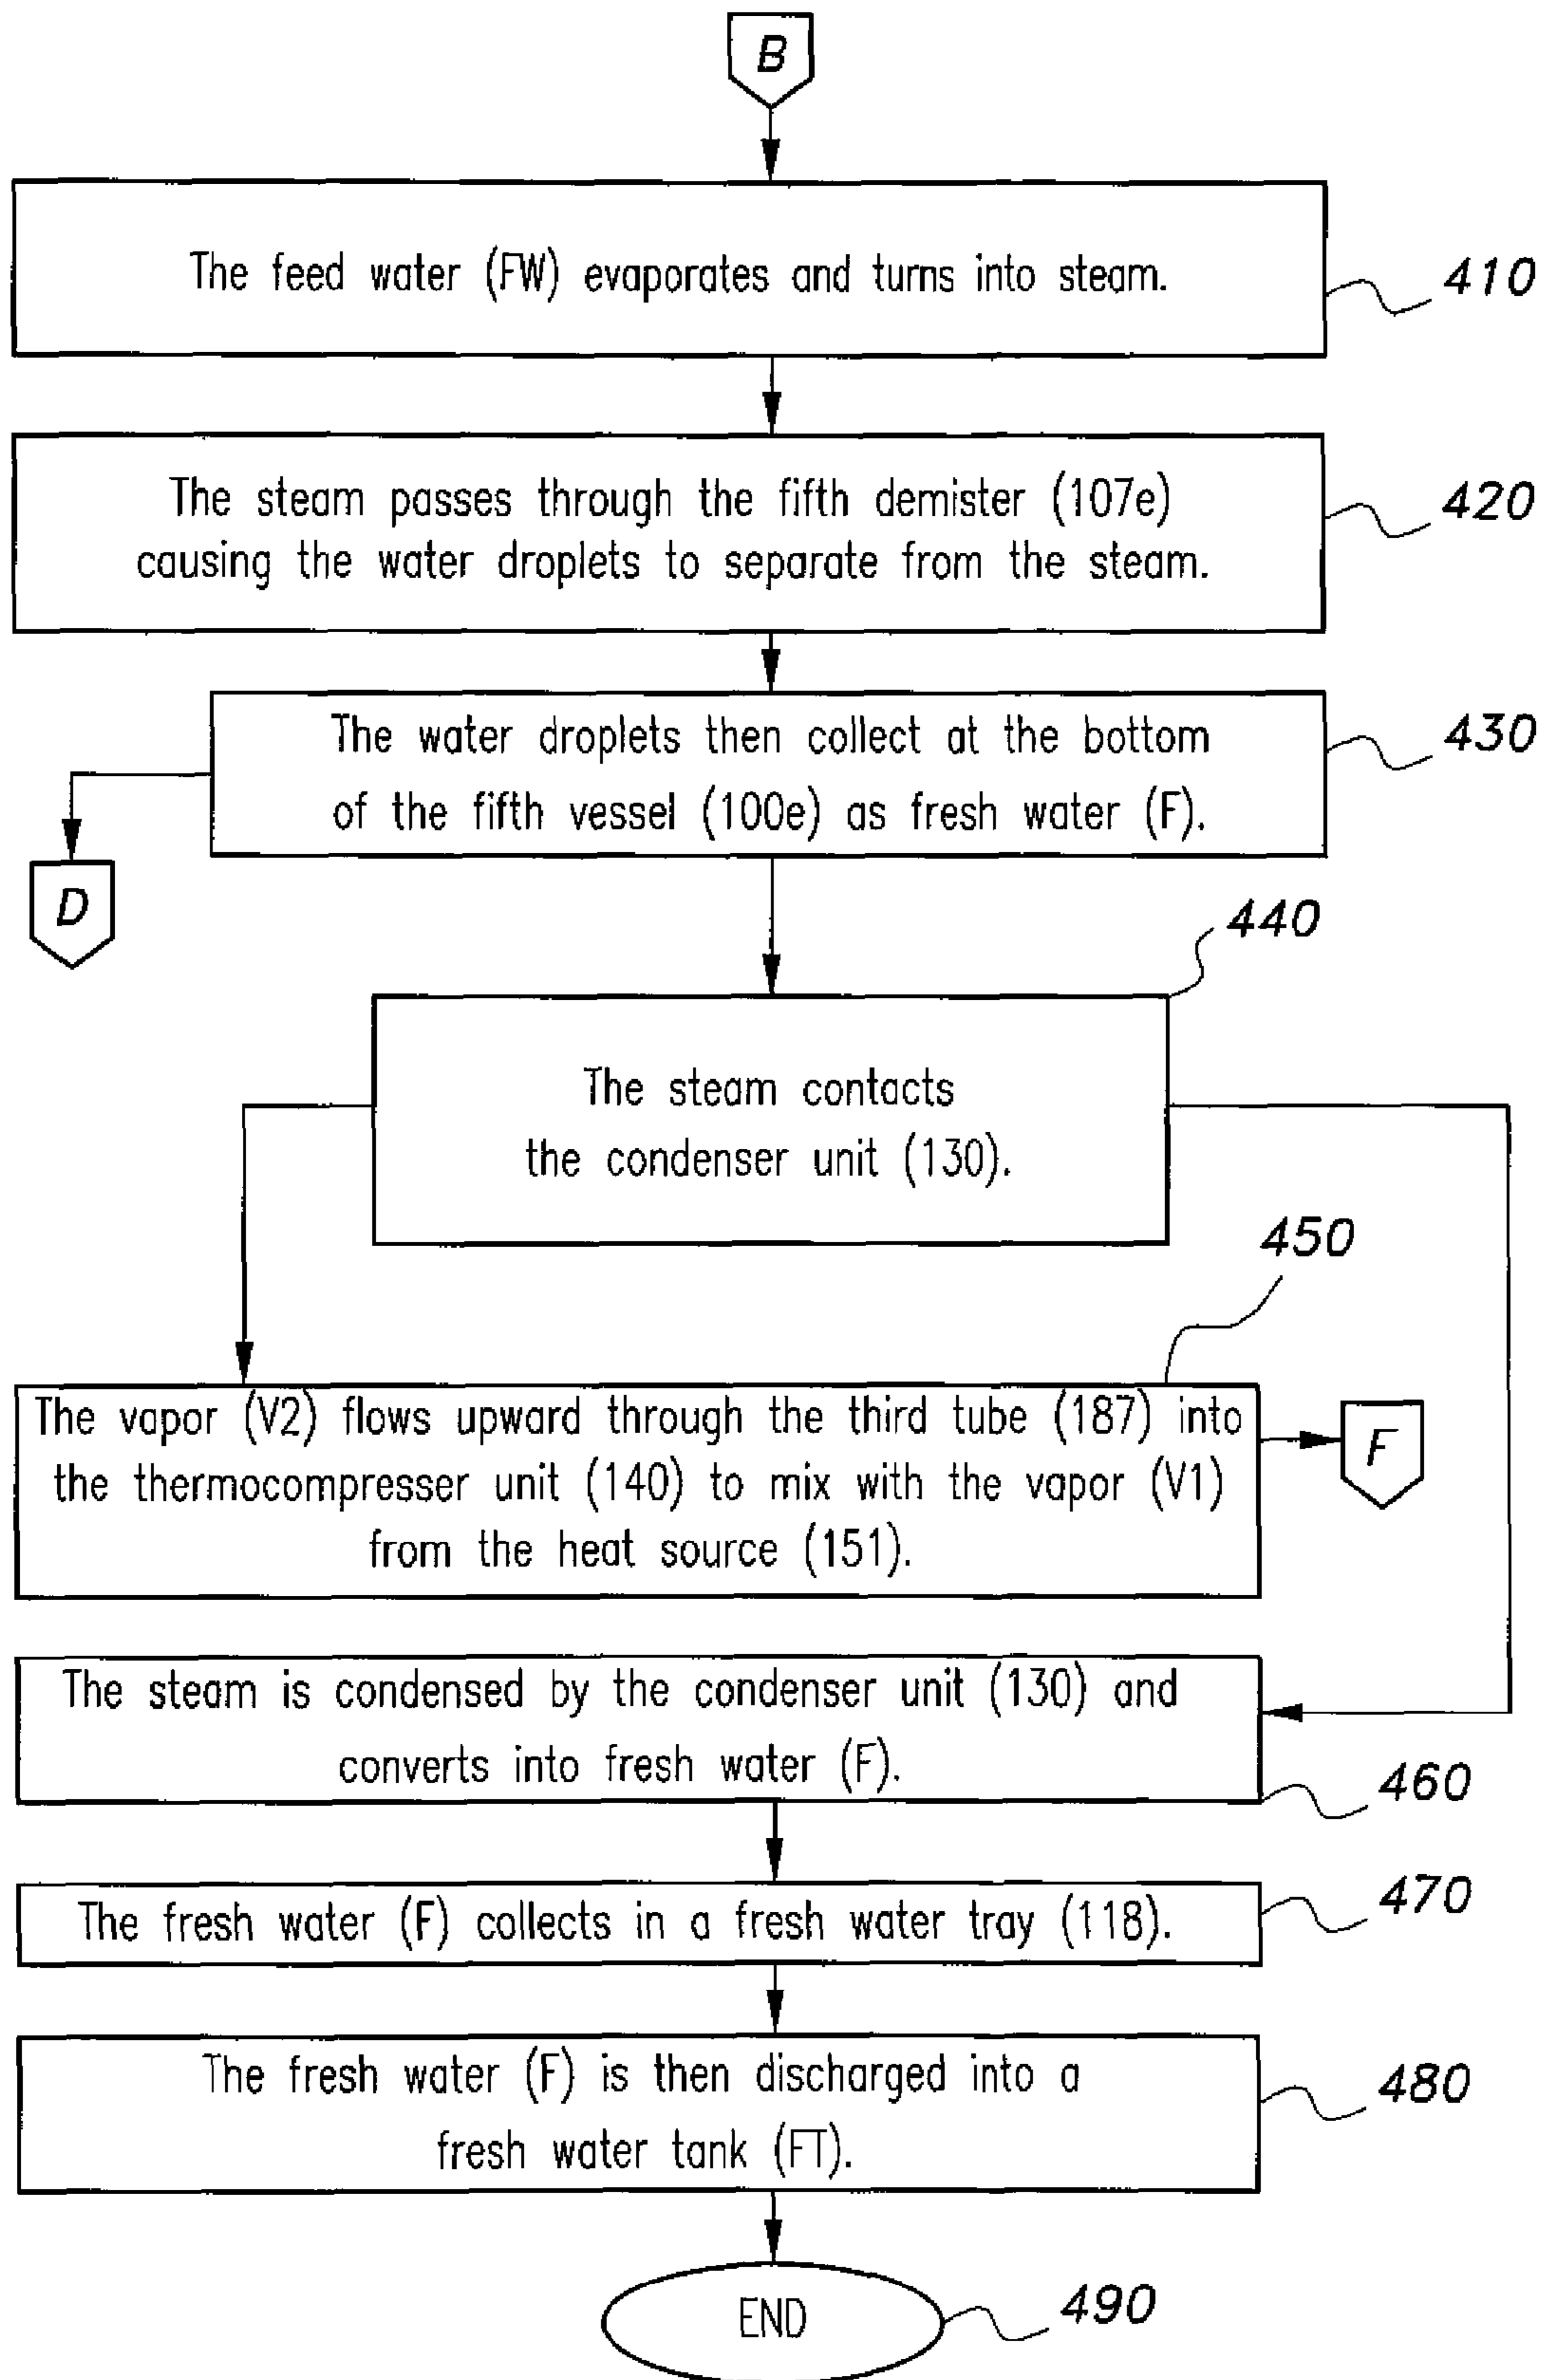 B
The feed water (FW) evaporates and turns into steam.
410
The steam passes through the fifth demister (107e)
causing the water droplets to separate from the steam.
420
The water droplets then collect at the bottom
of the fifth vessel (100e) as fresh water (F).
430
D
440
The steam contacts
the condenser unit (130).
450
The vapor (V2) flows upward through the third tube (187) into
the thermocompresser unit (140) to mix with the vapor (V1)
from the heat source (151).
F
The steam is condensed by the condenser unit (130) and
converts into fresh water (F).
460
The fresh water (F) collects in a fresh water tray (118).
470
The fresh water (F) is then discharged into a
fresh water tank (FT).
480
END
490